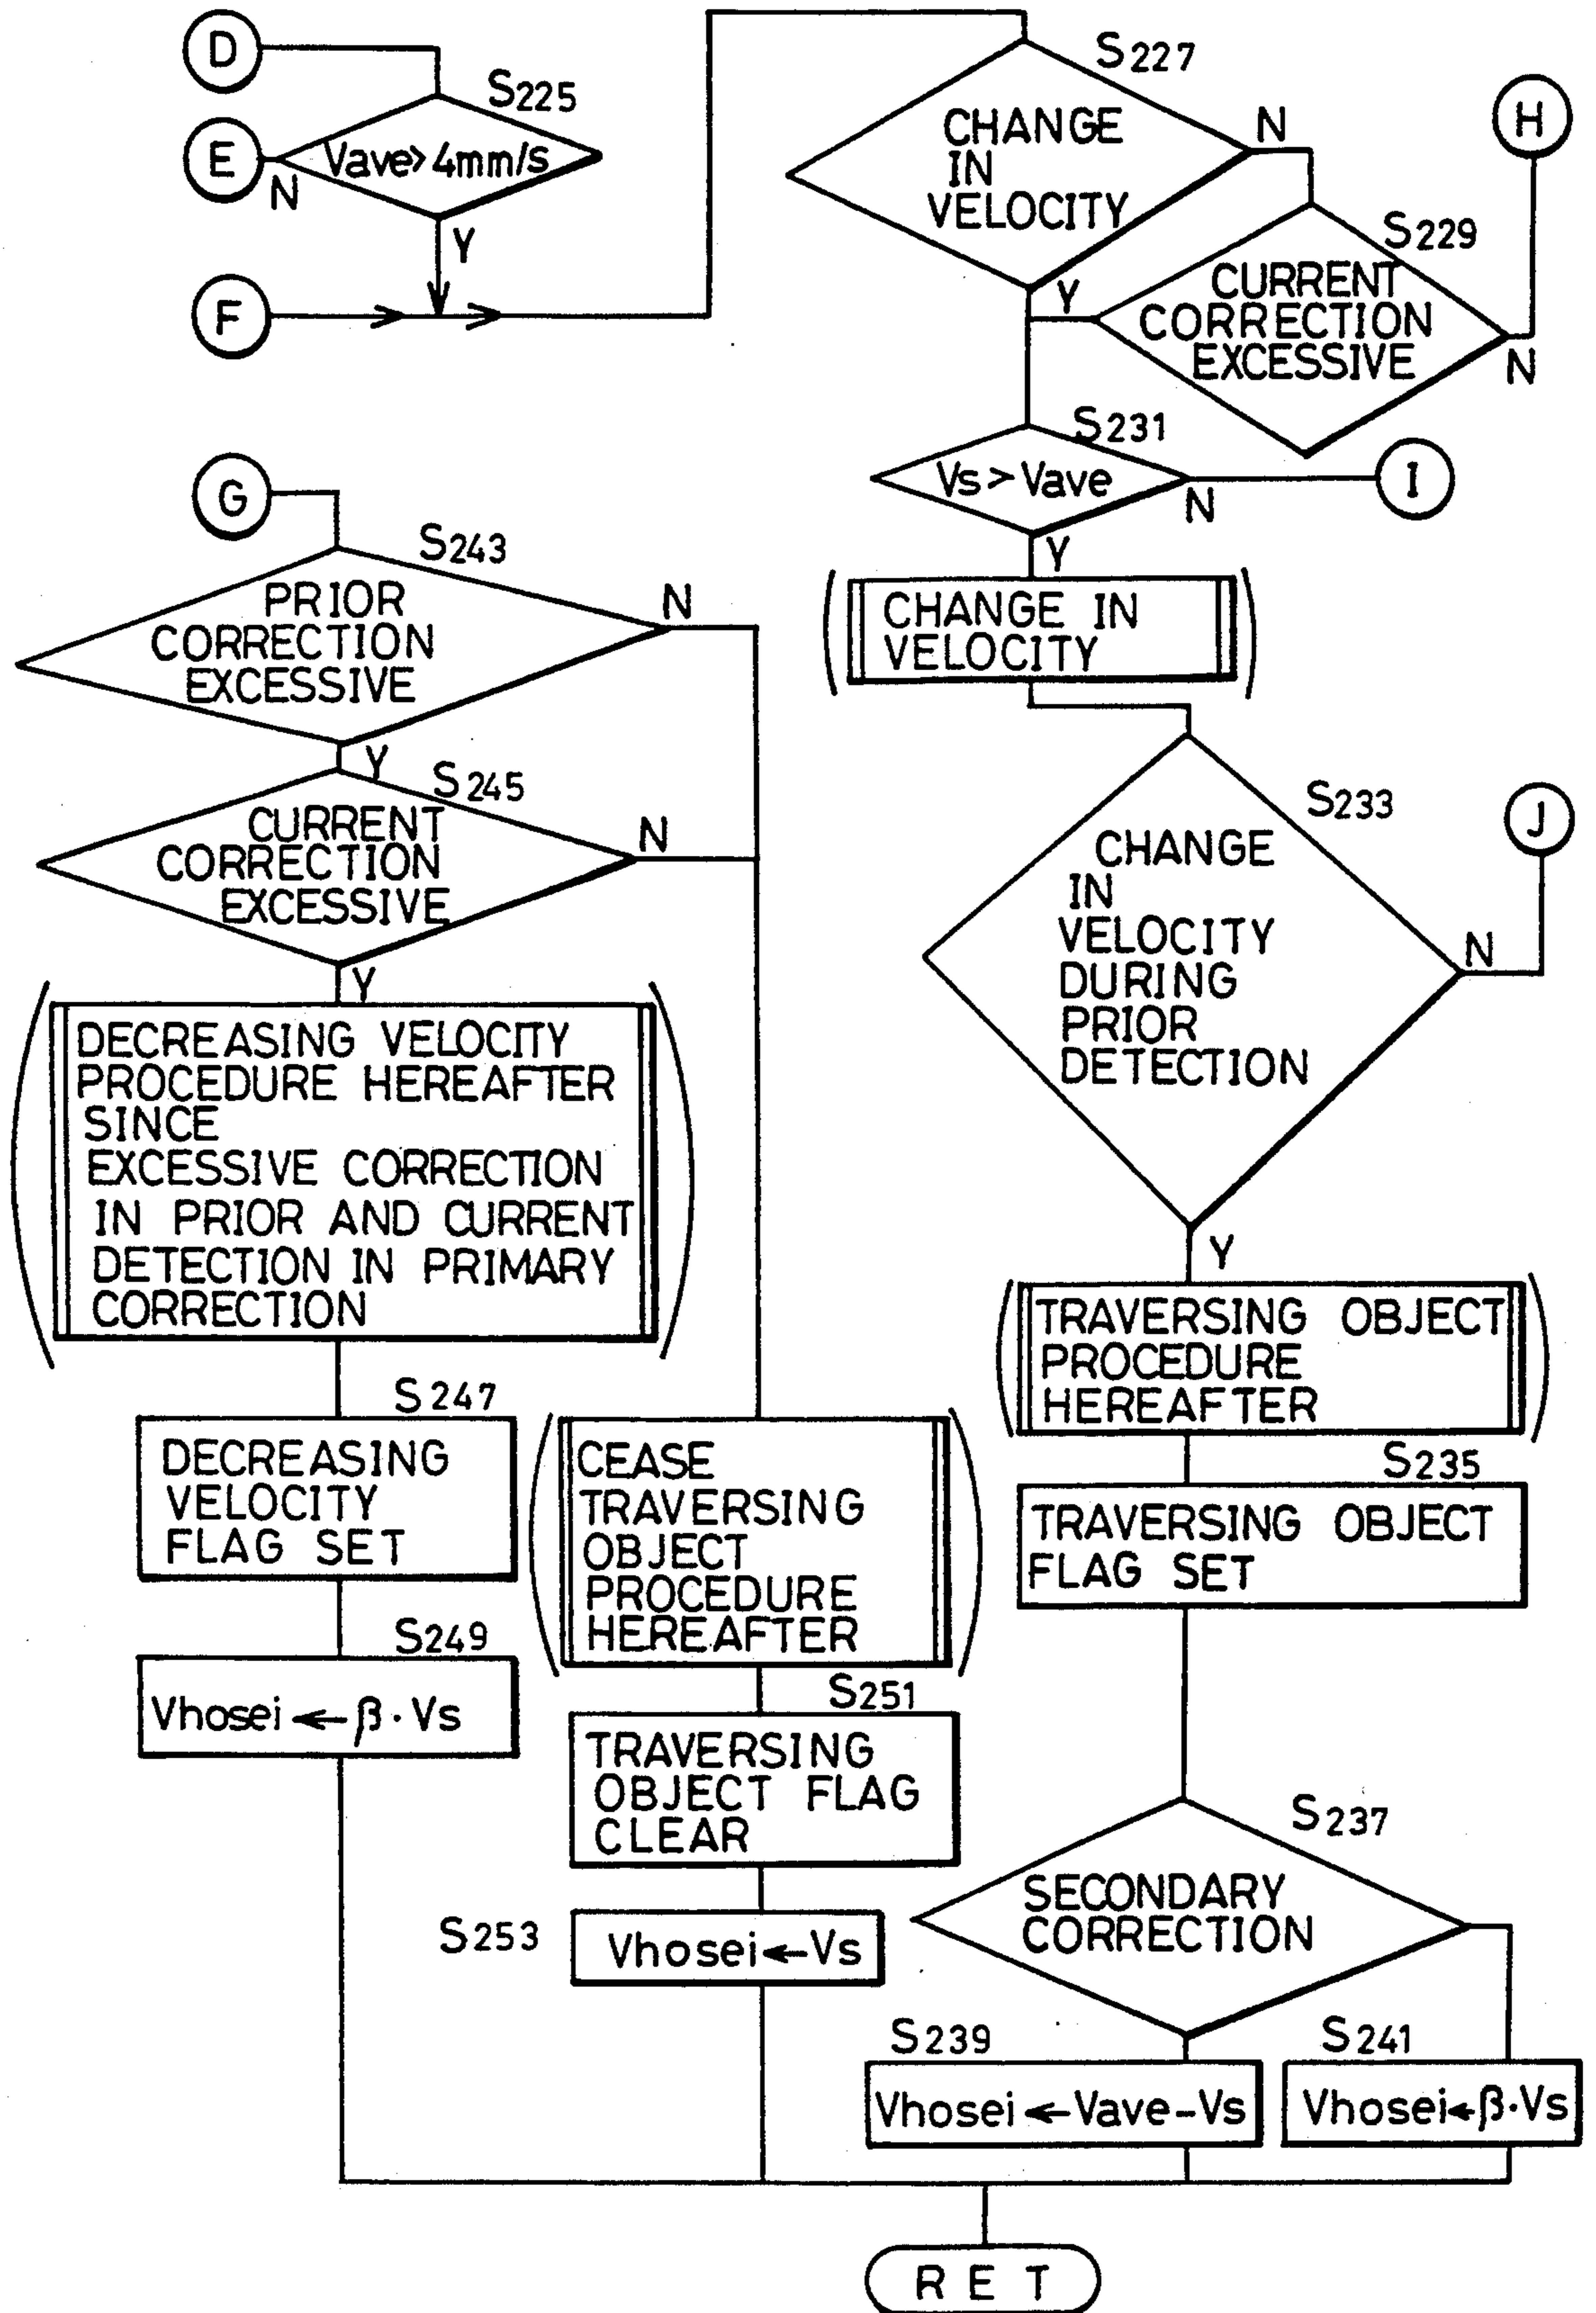 D
S225
E
Vave>4mm/s
N
Y
F
S227
CHANGE
IN
VELOCITY
N
Y
H
S229
CURRENT
CORRECTION
EXCESSIVE
N
S231
Vs>Vave
N
I
Y
CHANGE IN
VELOCITY
S233
CHANGE
IN
VELOCITY
DURING
PRIOR
DETECTION
N
J
Y
TRAVERSING OBJECT
PROCEDURE
HEREAFTER
S235
TRAVERSING OBJECT
FLAG SET
S237
SECONDARY
CORRECTION
S239
Vhosei←Vave-Vs
S241
Vhosei←β·Vs
G
S243
PRIOR
CORRECTION
EXCESSIVE
N
Y
S245
CURRENT
CORRECTION
EXCESSIVE
N
Y
DECREASING VELOCITY
PROCEDURE HEREAFTER
SINCE
EXCESSIVE CORRECTION
IN PRIOR AND CURRENT
DETECTION IN PRIMARY
CORRECTION
S247
DECREASING
VELOCITY
FLAG SET
S249
Vhosei←β·Vs
CEASE
TRAVERSING
OBJECT
PROCEDURE
HEREAFTER
S251
TRAVERSING
OBJECT FLAG
CLEAR
S253
Vhosei←Vs
RET